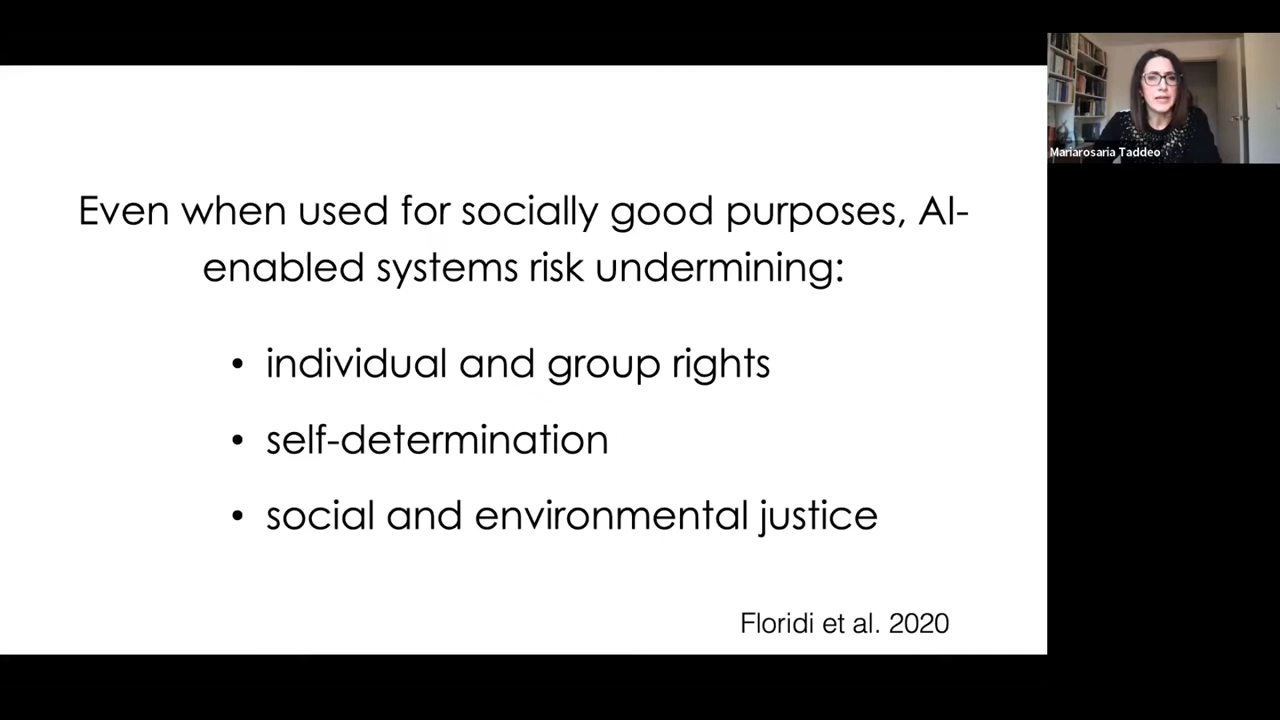 Even when used for socially good purposes, AI-
enabled systems risk undermining:
• individual and group rights
• self-determination
• social and environmental justice
Floridi et al. 2020
Mariarosaria Taddeo